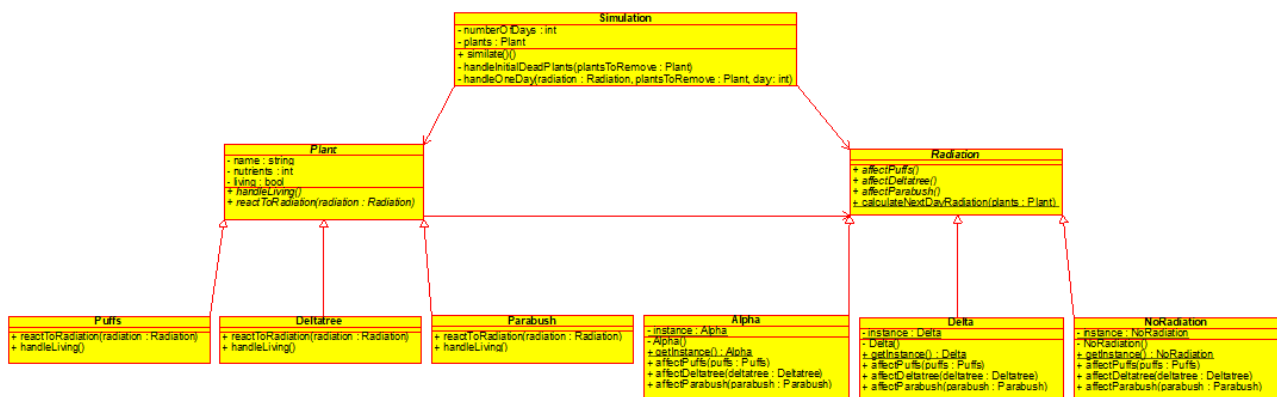 Simulation
- numberOfDays : int
- plants : Plant
+ similate()()
- handleInitialDeadPlants(plantsToRemove : Plant)
- handleOneDay(radiation : Radiation, plantsToRemove : Plant, day: int)
Plant
- name : string
- nutrients : int
- living : bool
+ handleLiving()
+ reactToRadiation(radiation : Radiation)
Radiation
+ affectPuffs()
+ affectDeltatree()
+ affectParabush()
+ calculateNextDayRadiation(plants : Plant)
Puffs
+ reactToRadiation(radiation : Radiation)
+ handleLiving()
Deltatree
+ reactToRadiation(radiation : Radiation)
+ handleLiving()
Parabush
+ reactToRadiation(radiation : Radiation)
+ handleLiving()
Alpha
- instance : Alpha
- Alpha()
+ getInstance() : Alpha
+ affectPuffs(puffs : Puffs)
+ affectDeltatree(deltatree : Deltatree)
+ affectParabush(parabush : Parabush)
Delta
- instance : Delta
- Delta()
+ getInstance() : Delta
+ affectPuffs(puffs : Puffs)
+ affectDeltatree(deltatree : Deltatree)
+ affectParabush(parabush : Parabush)
NoRadiation
- instance : NoRadiation
- NoRadiation()
+ getInstance() : NoRadiation
+ affectPuffs(puffs : Puffs)
+ affectDeltatree(deltatree : Deltatree)
+ affectParabush(parabush : Parabush)